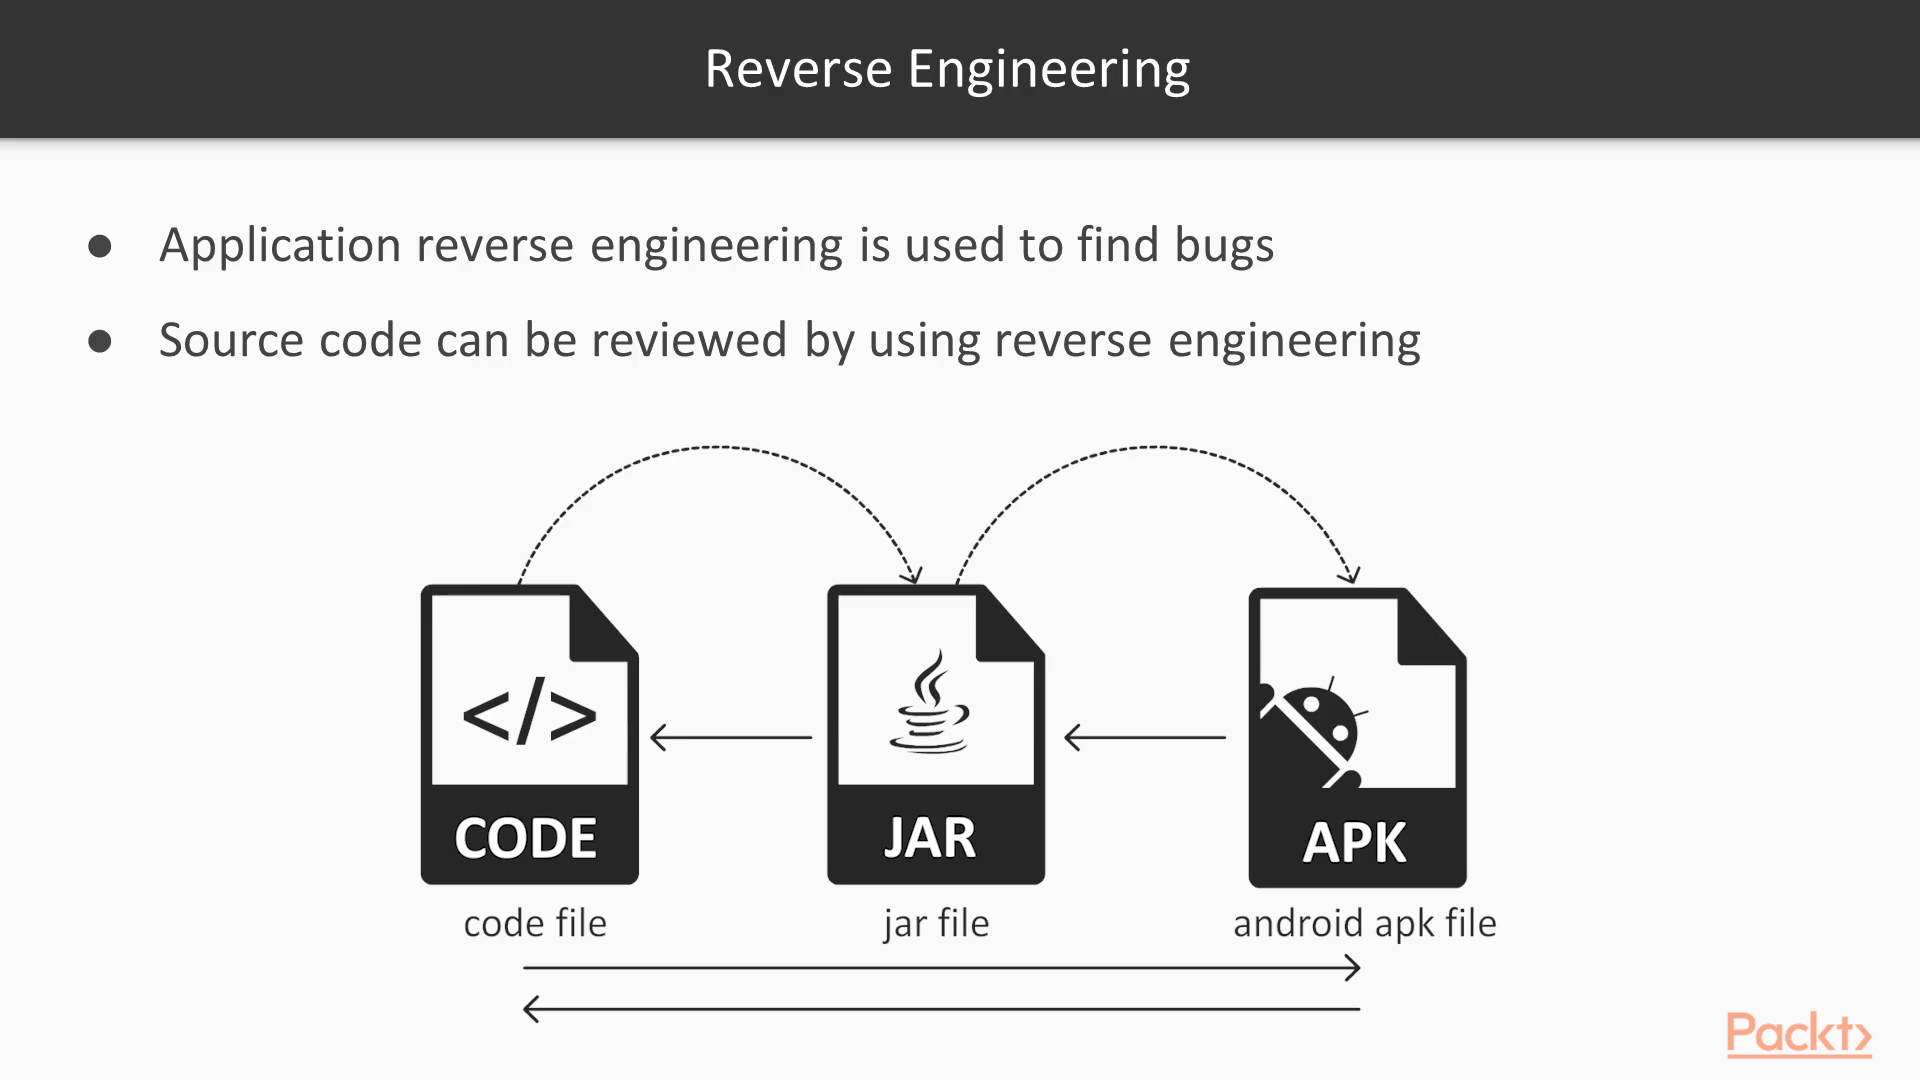 Reverse Engineering
● Application reverse engineering is used to find bugs
● Source code can be reviewed by using reverse engineering
</>
CODE
JAR
APK
code file
jar file
android apk file
Packt>